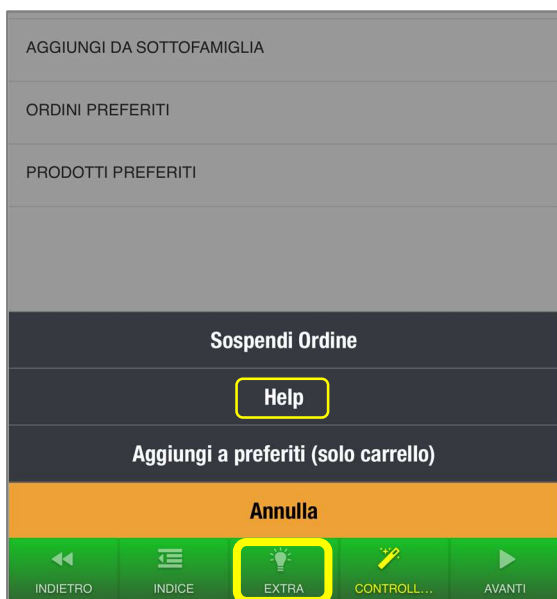 AGGIUNGI DA SOTTOFAMIGLIA
ORDINI PREFERITI
PRODOTTI PREFERITI
Sospendi Ordine
Help
Aggiungi a preferiti (solo carrello)
Annulla
INDIETRO INDICE EXTRA CONTROLL... AVANTI